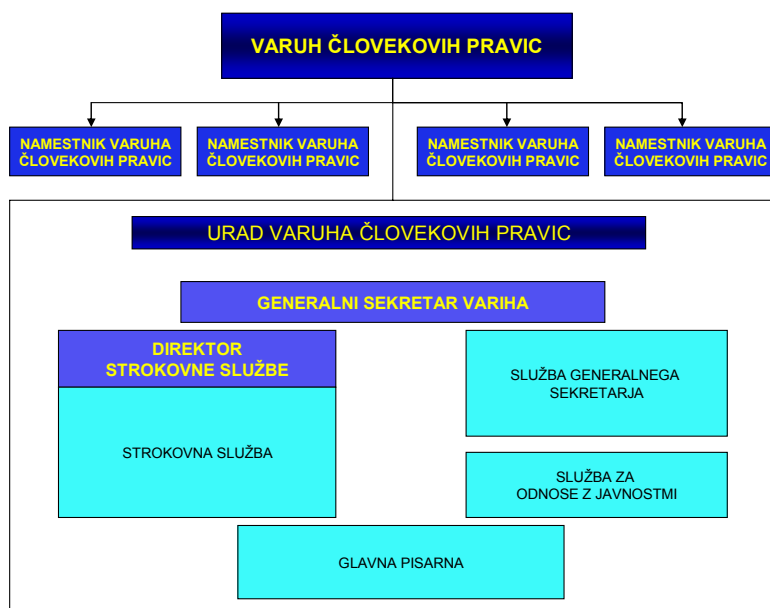 VARUH ČLOVEKOVIH PRAVIC
NAMESTNIK VARUHA
ČLOVEKOVIH PRAVIC
NAMESTNIK VARUHA
ČLOVEKOVIH PRAVIC
NAMESTNIK VARUHA
ČLOVEKOVIH PRAVIC
NAMESTNIK VARUHA
ČLOVEKOVIH PRAVIC
URAD VARUHA ČLOVEKOVIH PRAVIC
GENERALNI SEKRETAR VARIHA
DIREKTOR
STROKOVNE SLUŽBE
STROKOVNA SLUŽBA
SLUŽBA GENERALNEGA
SEKRETARJA
SLUŽBA ZA
ODNOSE Z JAVNOSTMI
GLAVNA PISARNA